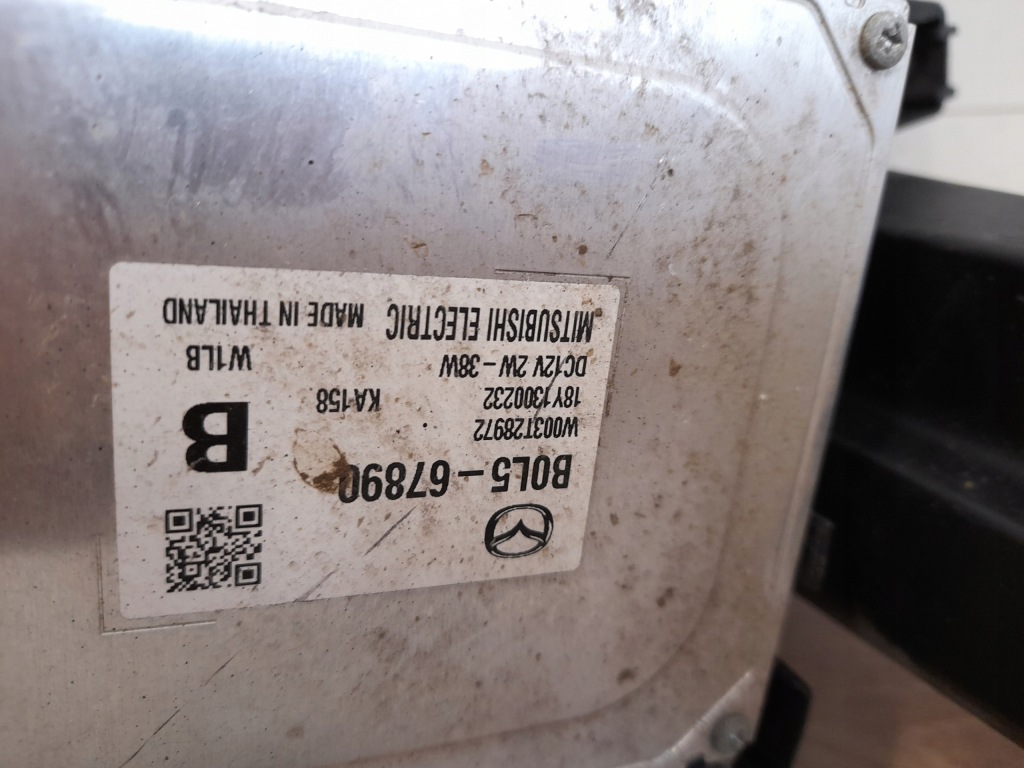 B0L5-67890
W003T28972
18Y1300232 KA158
B
DC12V 2W-38W W1LB
MITSUBISHI ELECTRIC MADE IN THAILAND